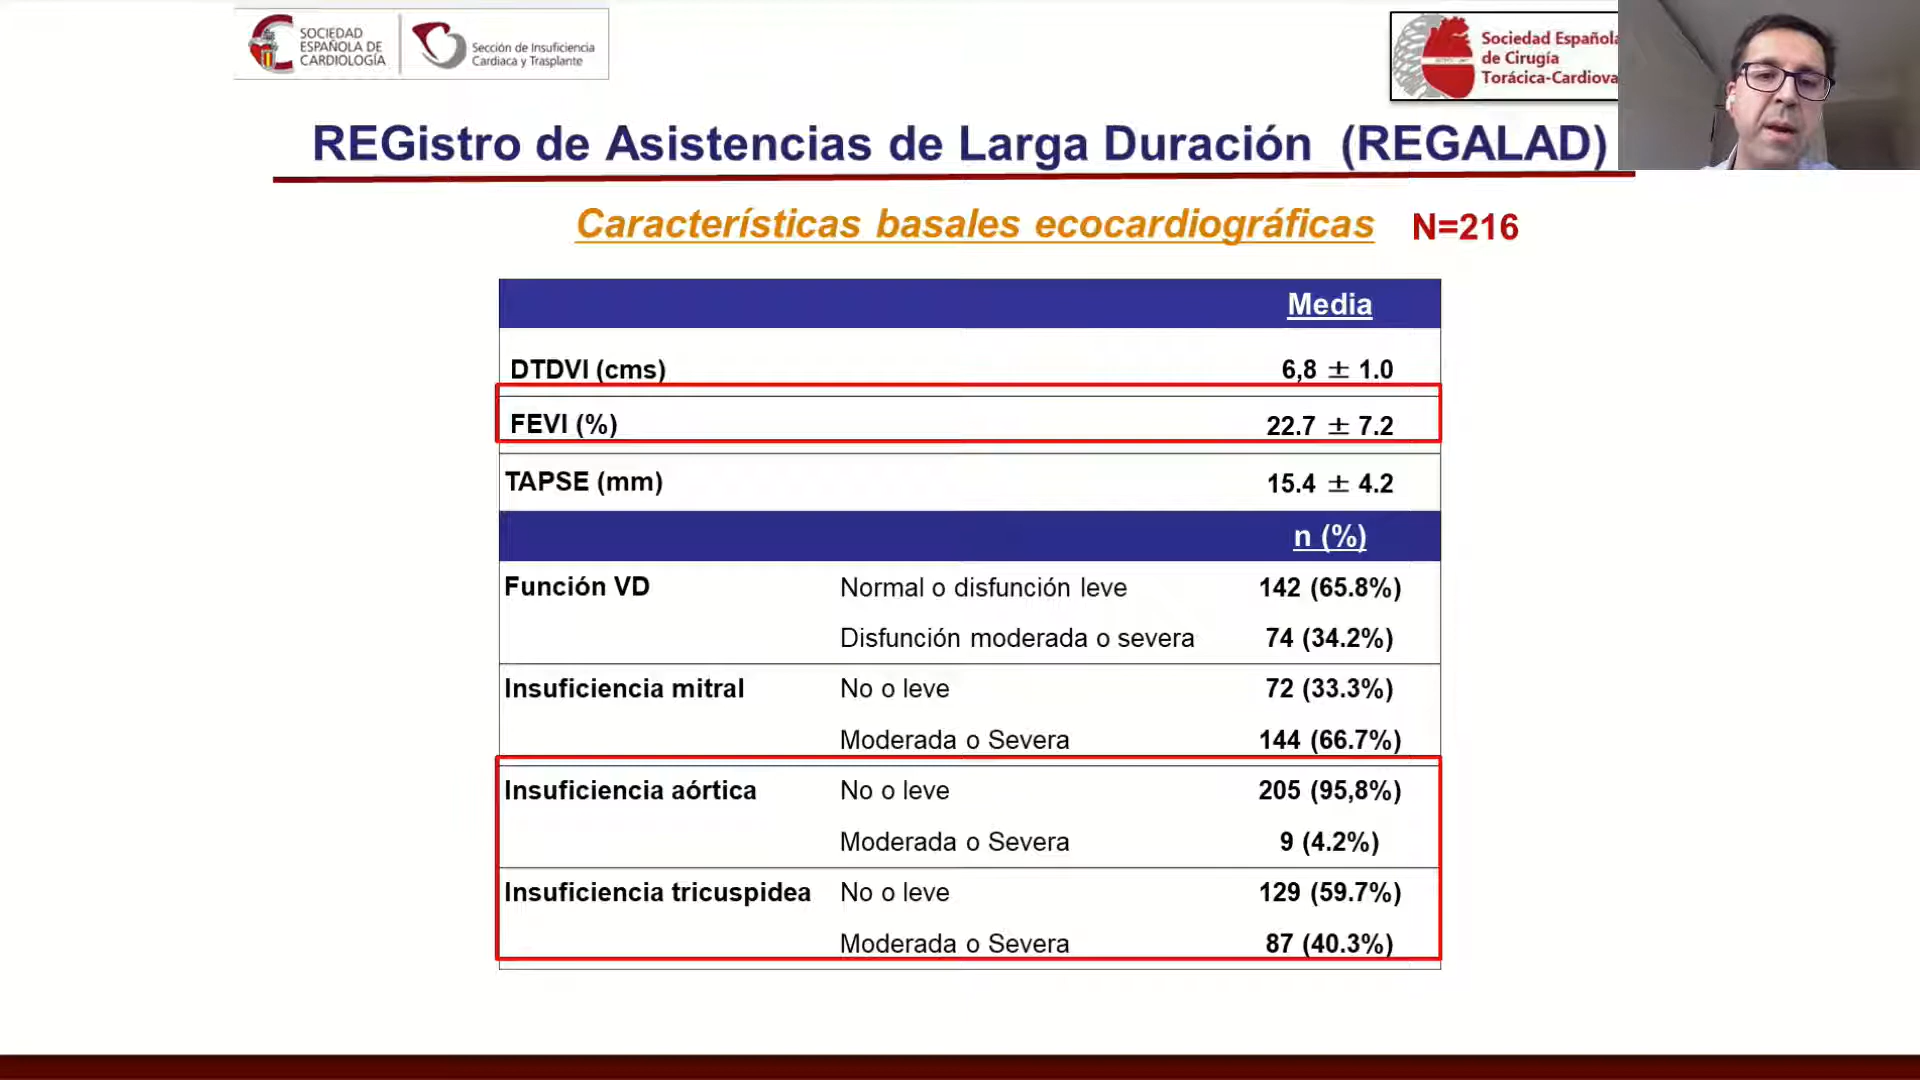 SOCIEDAD
ESPAÑOLA DE
CARDIOLOGÍA
Sección de Insuficiencia
Cardiaca y Trasplante
Sociedad Española
de Cirugía
Torácica-Cardiova
REGistro de Asistencias de Larga Duración (REGALAD)
Características basales ecocardiográficas N=216
Media
DTDVI (cms) 6,8 ± 1.0
FEVI (%) 22.7 ± 7.2
TAPSE (mm) 15.4 ± 4.2
n (%)
Función VD Normal o disfunción leve 142 (65.8%)
Disfunción moderada o severa 74 (34.2%)
Insuficiencia mitral No o leve 72 (33.3%)
Moderada o Severa 144 (66.7%)
Insuficiencia aórtica No o leve 205 (95,8%)
Moderada o Severa 9 (4.2%)
Insuficiencia tricuspidea No o leve 129 (59.7%)
Moderada o Severa 87 (40.3%)